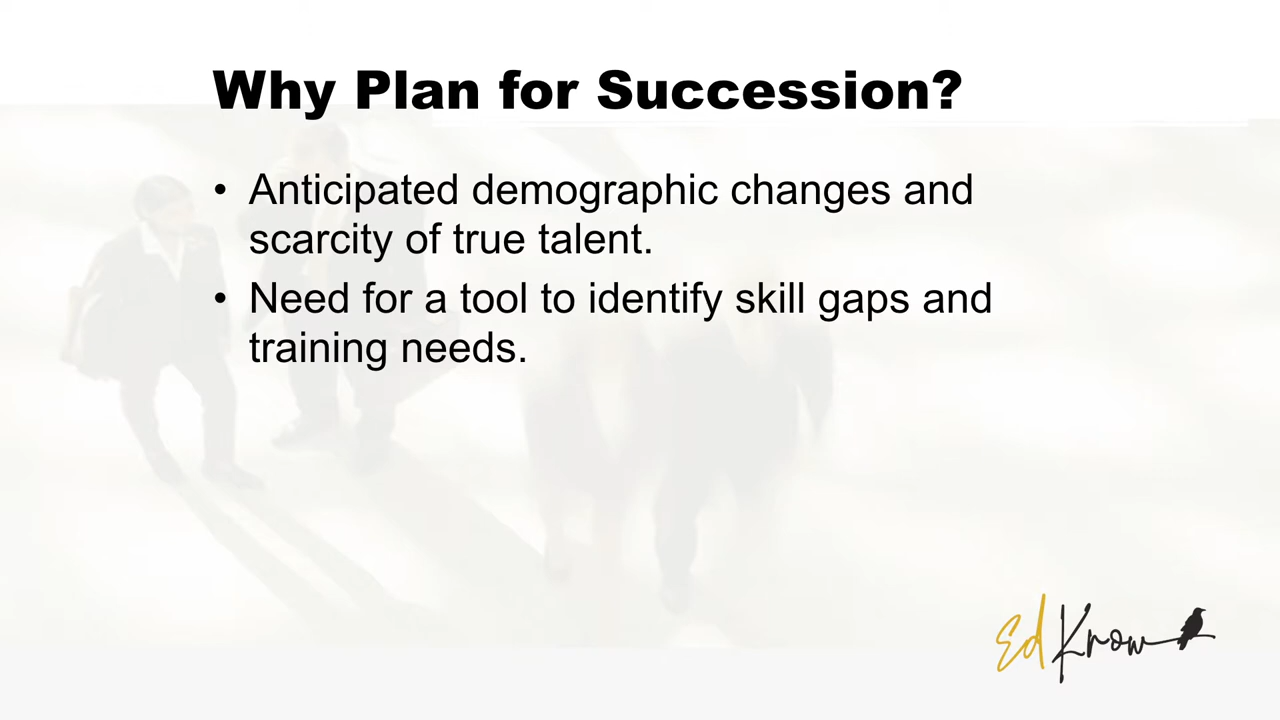 Why Plan for Succession?
• Anticipated demographic changes and
scarcity of true talent.
• Need for a tool to identify skill gaps and
training needs.
Ed Know